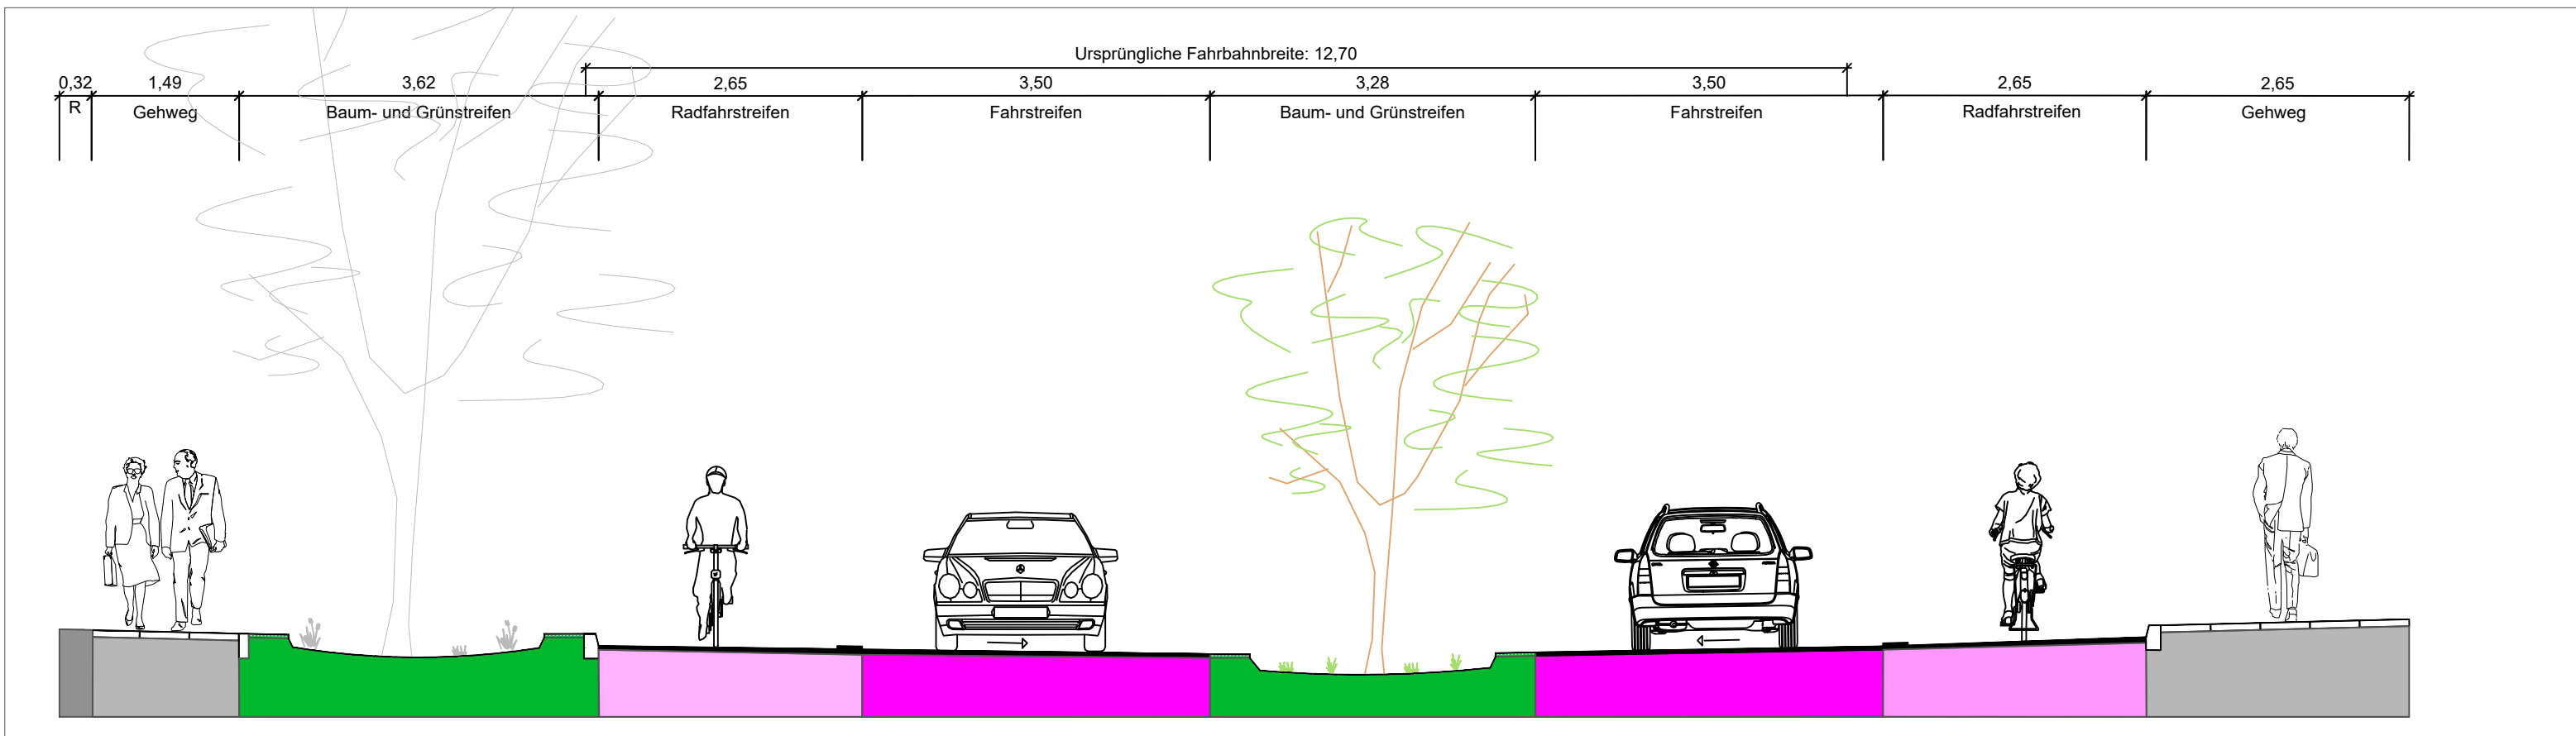 Ursprüngliche Fahrbahnbreite: 12,70
0,32 1,49 3,62 2,65 3,50 3,28 3,50 2,65 2,65
R Gehweg Baum- und Grünstreifen Radfahrstreifen Fahrstreifen Baum- und Grünstreifen Fahrstreifen Radfahrstreifen Gehweg